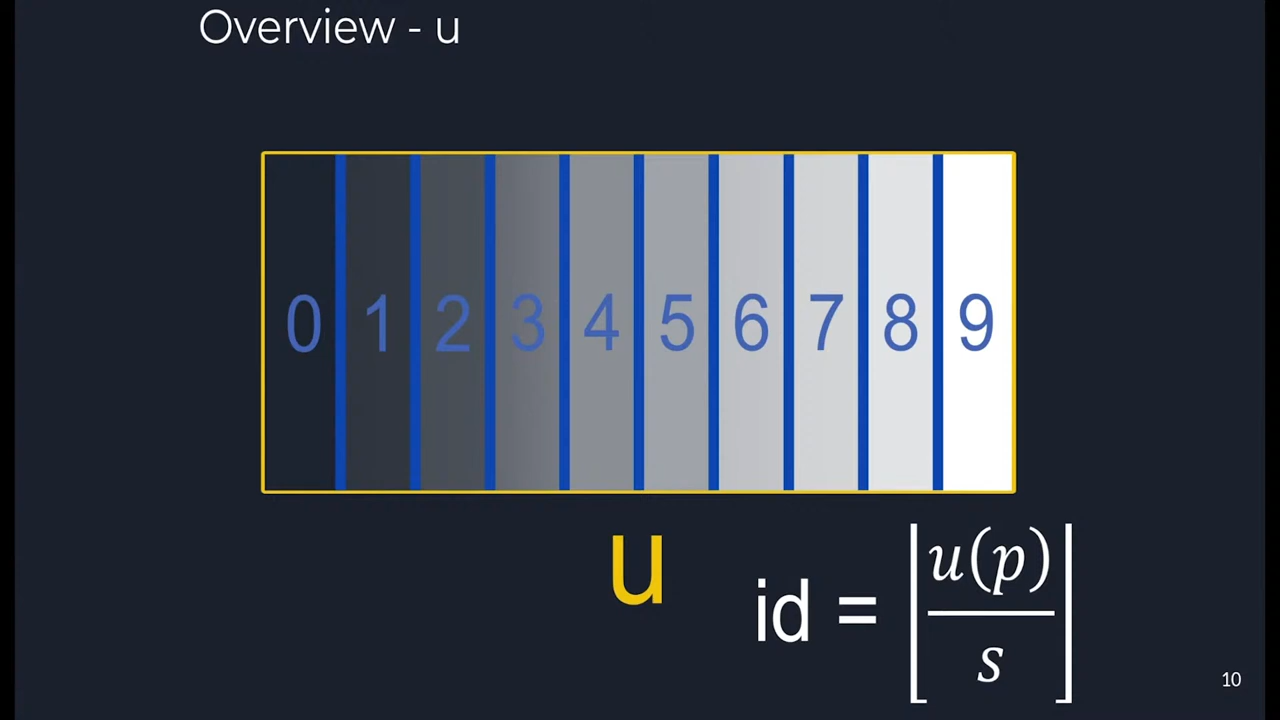 Overview - u
0 1 2 3 4 5 6 7 8 9
u
id = ⌊u(p)/s⌋
10